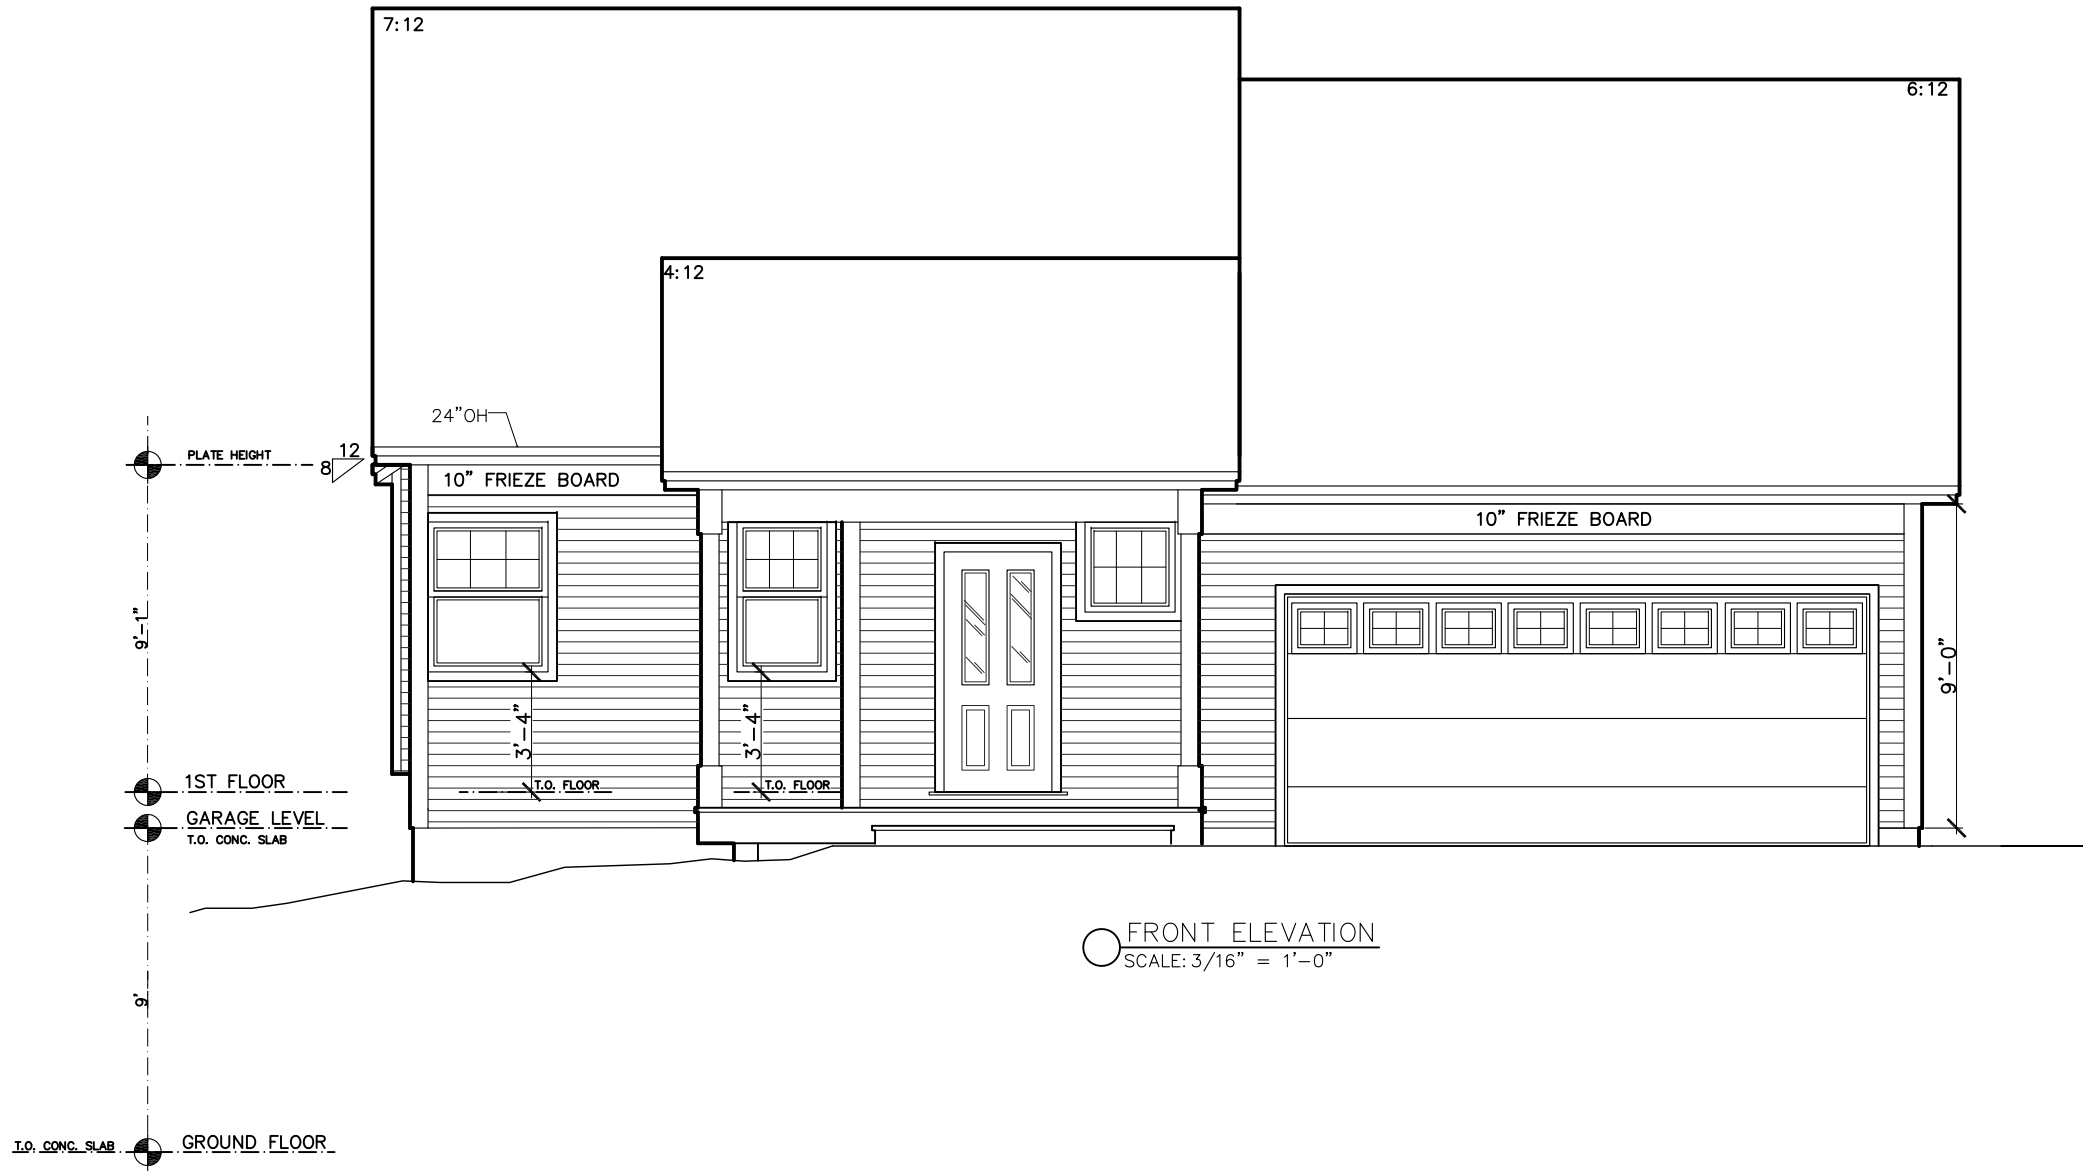 7:12
6:12
4:12
24"OH
PLATE HEIGHT
12
8
10" FRIEZE BOARD
10" FRIEZE BOARD
9'-1"
9'-0"
3'-4"
3'-4"
1ST FLOOR
T.O. FLOOR
T.O. FLOOR
GARAGE LEVEL
T.O. CONC. SLAB
FRONT ELEVATION
SCALE: 3/16" = 1'-0"
9'
T.O. CONC. SLAB
GROUND FLOOR